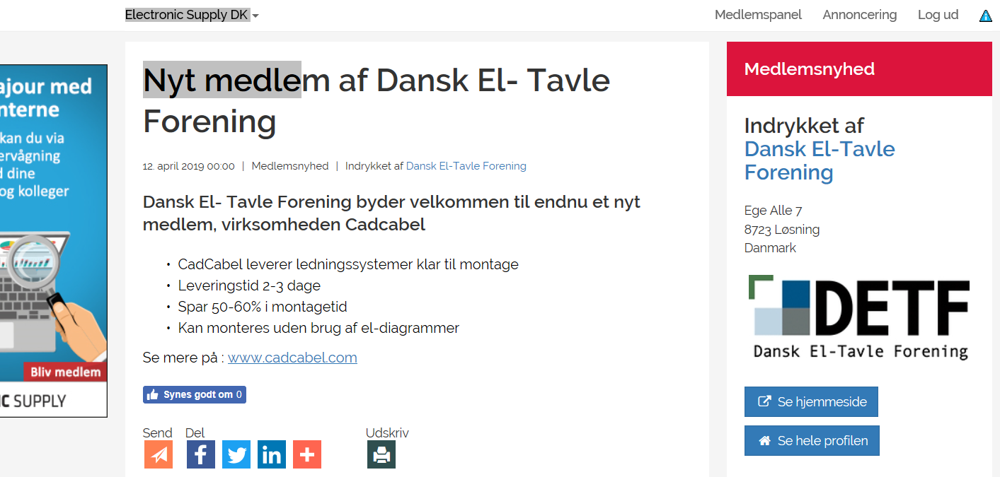 Electronic Supply DK
Medlemspanel
Annoncering
Log ud
ajour med
nterne
kan du via
ervågning
d dine
og kolleger
Bliv medlem
IC SUPPLY
Nyt medlem af Dansk El- Tavle
Forening
12. april 2019 00:00 | Medlemsnyhed | Indrykket af Dansk El-Tavle Forening
Dansk El- Tavle Forening byder velkommen til endnu et nyt
medlem, virksomheden Cadcabel
• CadCabel leverer ledningssystemer klar til montage
• Leveringstid 2-3 dage
• Spar 50-60% i montagetid
• Kan monteres uden brug af el-diagrammer
Se mere på : www.cadcabel.com
Synes godt om 0
Send
Del
Udskriv
Medlemsnyhed
Indrykket af
Dansk El-Tavle
Forening
Ege Alle 7
8723 Løsning
Danmark
DETF
Dansk El-Tavle Forening
Se hjemmeside
Se hele profilen